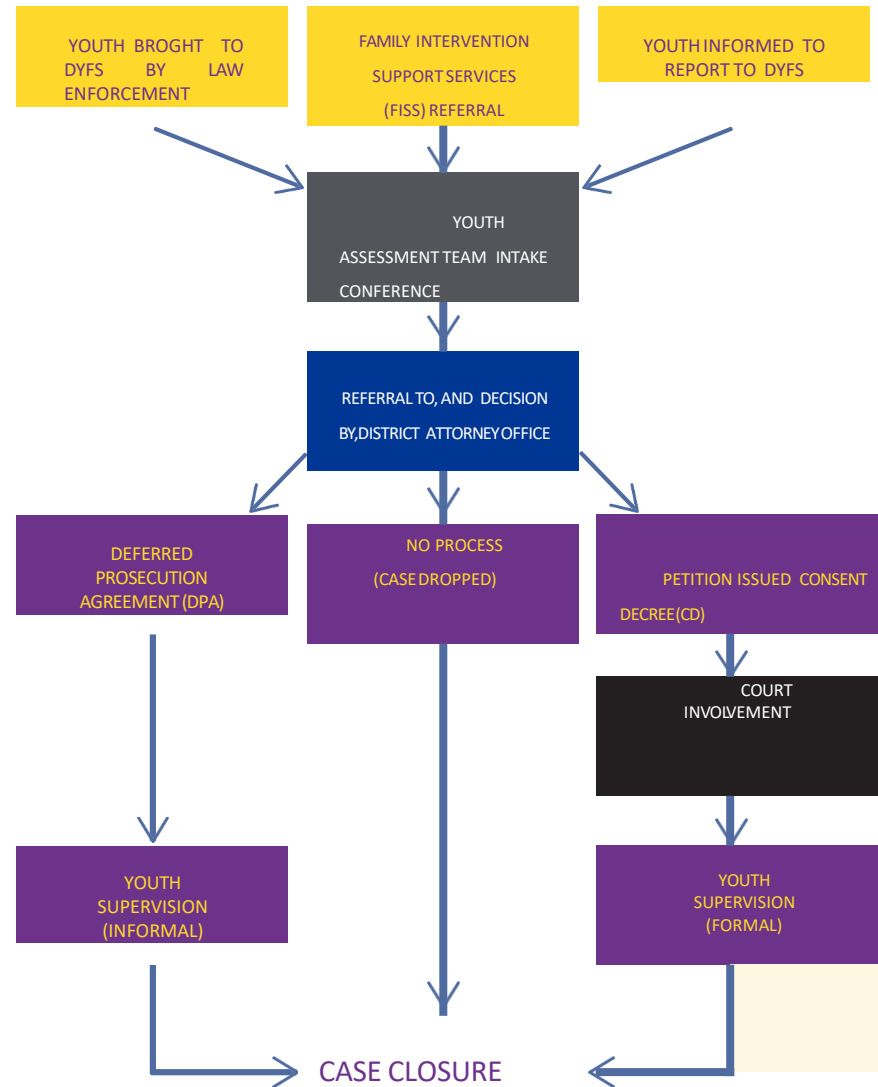 YOUTH BROGHT TO
DYFS BY LAW
ENFORCEMENT
FAMILY INTERVENTION
SUPPORT SERVICES
(FISS) REFERRAL
YOUTH INFORMED TO
REPORT TO DYFS
YOUTH
ASSESSMENT TEAM INTAKE
CONFERENCE
REFERRAL TO, AND DECISION
BY,DISTRICT ATTORNEY OFFICE
DEFERRED
PROSECUTION
AGREEMENT (DPA)
NO PROCESS
(CASE DROPPED)
PETITION ISSUED CONSENT
DECREE(CD)
COURT
INVOLVEMENT
YOUTH
SUPERVISION
(INFORMAL)
YOUTH
SUPERVISION
(FORMAL)
CASE CLOSURE